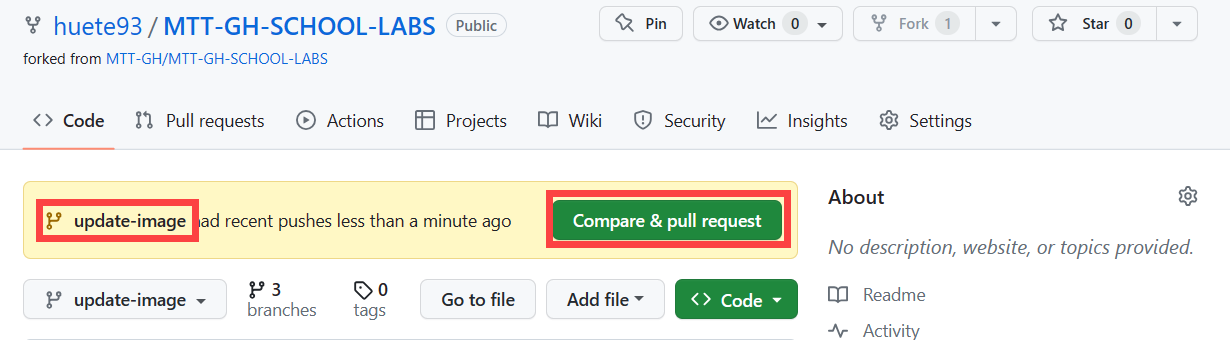 huete93 / MTT-GH-SCHOOL-LABS Public Pin Watch 0 Fork 1 Star 0
forked from MTT-GH/MTT-GH-SCHOOL-LABS
Code Pull requests Actions Projects Wiki Security Insights Settings
update-image had recent pushes less than a minute ago Compare & pull request
About
No description, website, or topics provided.
update-image 3 branches 0 tags Go to file Add file Code
Readme
Activity